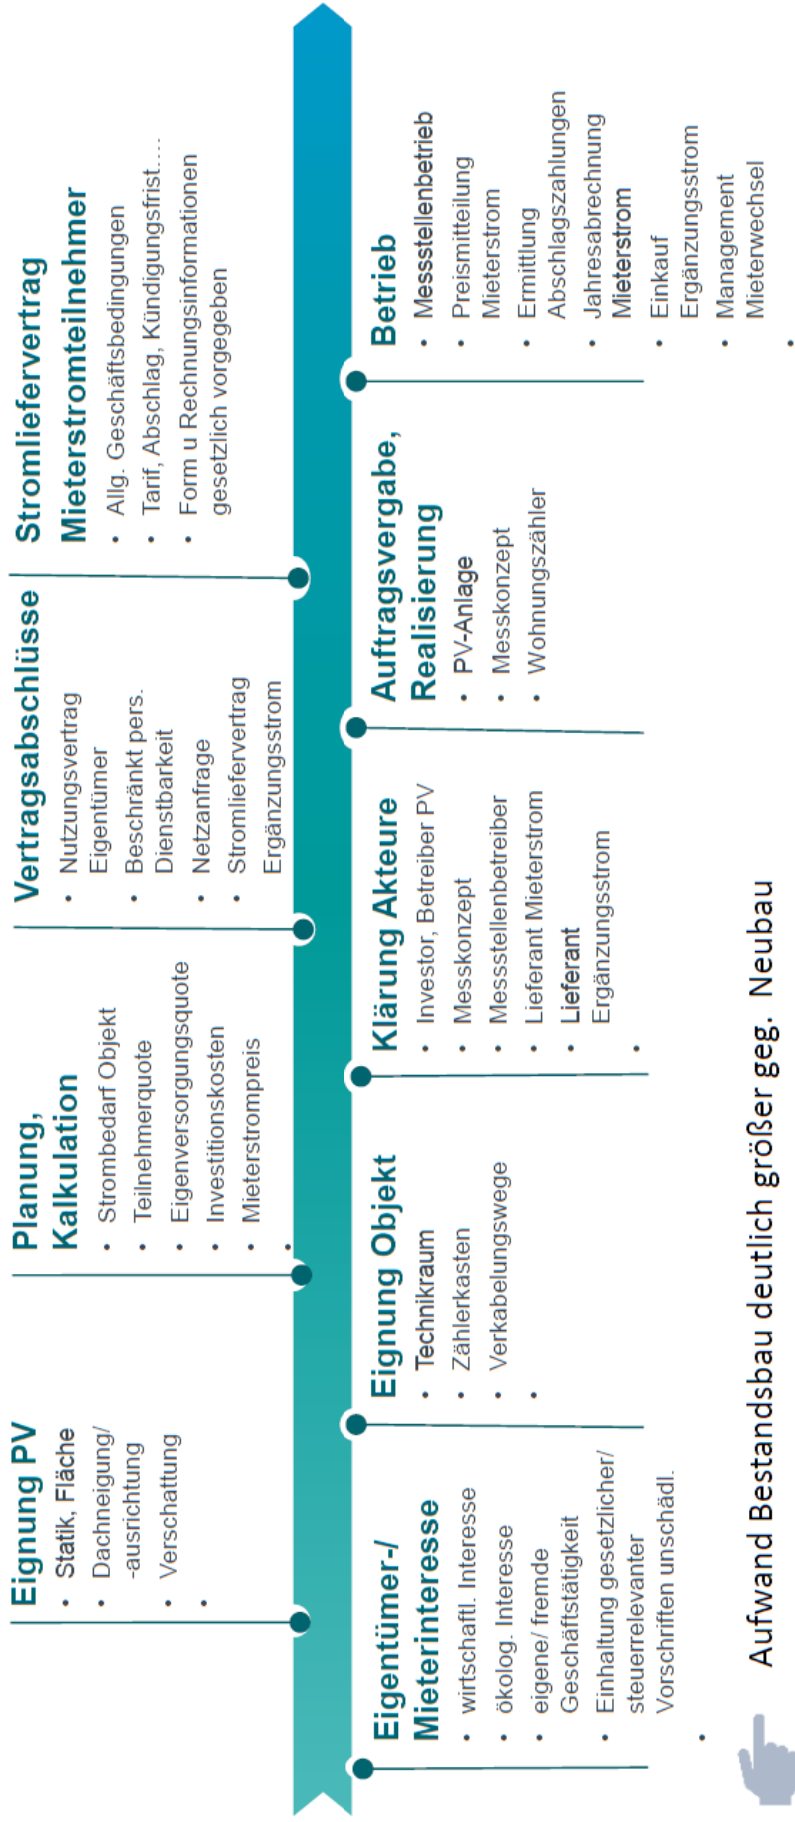 Eignung PV
• Statik, Fläche
• Dachneigung/
-ausrichtung
• Verschattung
•
Planung,
Kalkulation
• Strombedarf Objekt
• Teilnehmerquote
• Eigenversorgungsquote
• Investitionskosten
• Mieterstrompreis
•
Vertragsabschlüsse
• Nutzungsvertrag
Eigentümer
• Beschränkt pers.
Dienstbarkeit
• Netzanfrage
• Stromliefervertrag
Ergänzungsstrom
Stromliefervertrag
Mieterstromteilnehmer
• Allg. Geschäftsbedingungen
• Tarif, Abschlag, Kündigungsfrist….
• Form u Rechnungsinformationen
gesetzlich vorgegeben
Eigentümer-/
Mieterinteresse
• wirtschaftl. Interesse
• ökolog. Interesse
• eigene/ fremde
Geschäftstätigkeit
• Einhaltung gesetzlicher/
steuerrelevanter
Vorschriften unschädl.
•
Eignung Objekt
• Technikraum
• Zählerkasten
• Verkabelungswege
•
Klärung Akteure
• Investor, Betreiber PV
• Messkonzept
• Messstellenbetreiber
• Lieferant Mieterstrom
• Lieferant
Ergänzungsstrom
•
Auftragsvergabe,
Realisierung
• PV-Anlage
• Messkonzept
• Wohnungszähler
Betrieb
• Messstellenbetrieb
• Preismitteilung
Mieterstrom
• Ermittlung
Abschlagszahlungen
• Jahresabrechnung
Mieterstrom
• Einkauf
Ergänzungsstrom
• Management
Mieterwechsel
•
Aufwand Bestandsbau deutlich größer geg. Neubau